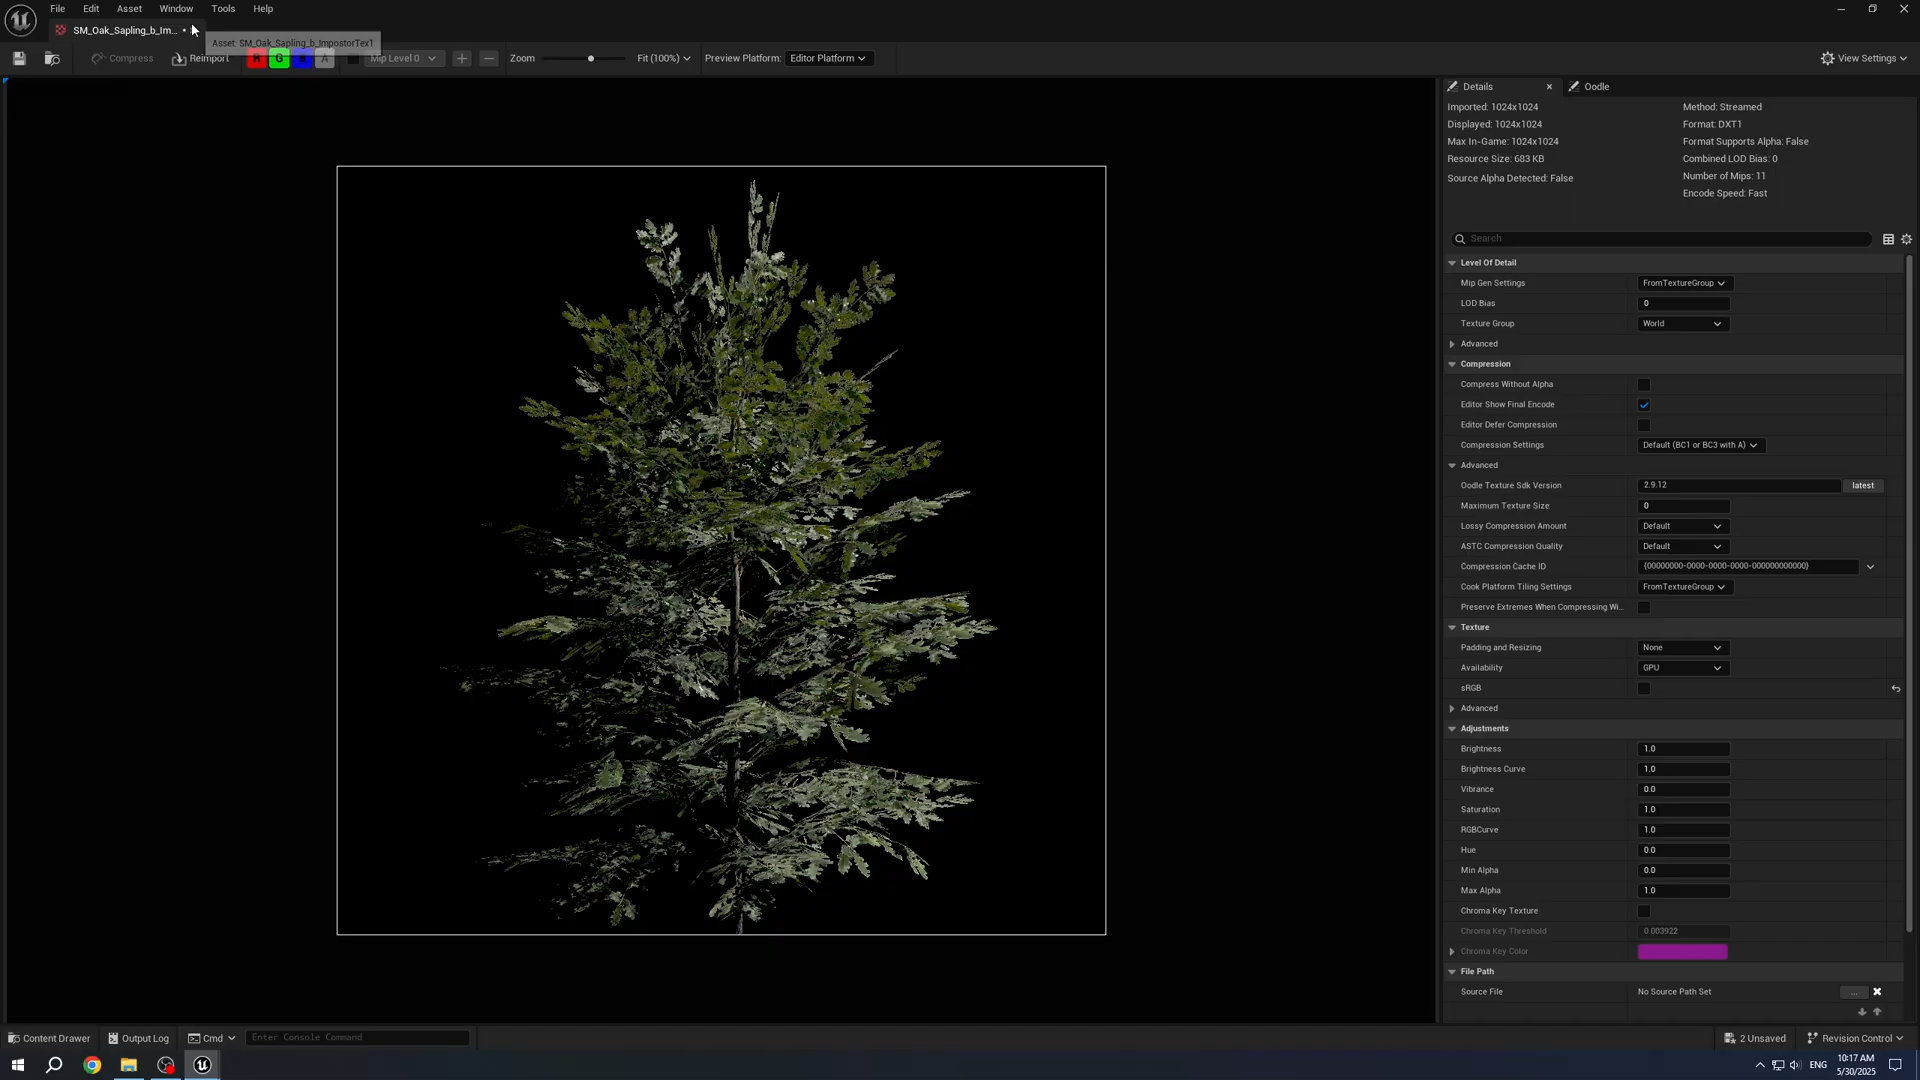 File Edit Asset Window Tools Help
SM_Oak_Sapling_b_Im... •
Asset: SM_Oak_Sapling_b_ImpostorTex1
Compress Reimport R G B A Mip Level 0 Zoom Fit (100%) Preview Platform: Editor Platform View Settings
Details Oodle
Imported: 1024x1024 Method: Streamed
Displayed: 1024x1024 Format: DXT1
Max In-Game: 1024x1024 Format Supports Alpha: False
Resource Size: 683 KB Combined LOD Bias: 0
Source Alpha Detected: False Number of Mips: 11
Encode Speed: Fast
Search
Level Of Detail
Mip Gen Settings FromTextureGroup
LOD Bias 0
Texture Group World
Advanced
Compression
Compress Without Alpha
Editor Show Final Encode
Editor Defer Compression
Compression Settings Default (BC1 or BC3 with A)
Advanced
Oodle Texture Sdk Version 2.9.12 latest
Maximum Texture Size 0
Lossy Compression Amount Default
ASTC Compression Quality Default
Compression Cache ID {00000000-0000-0000-0000-000000000000}
Cook Platform Tiling Settings FromTextureGroup
Preserve Extremes When Compressing Wi...
Texture
Padding and Resizing None
Availability GPU
sRGB
Advanced
Adjustments
Brightness 1.0
Brightness Curve 1.0
Vibrance 0.0
Saturation 1.0
RGBCurve 1.0
Hue 0.0
Min Alpha 0.0
Max Alpha 1.0
Chroma Key Texture
Chroma Key Threshold 0.003922
Chroma Key Color
File Path
Source File No Source Path Set ...
Content Drawer Output Log Cmd Enter Console Command 2 Unsaved Revision Control
ENG 10:17 AM
5/30/2025